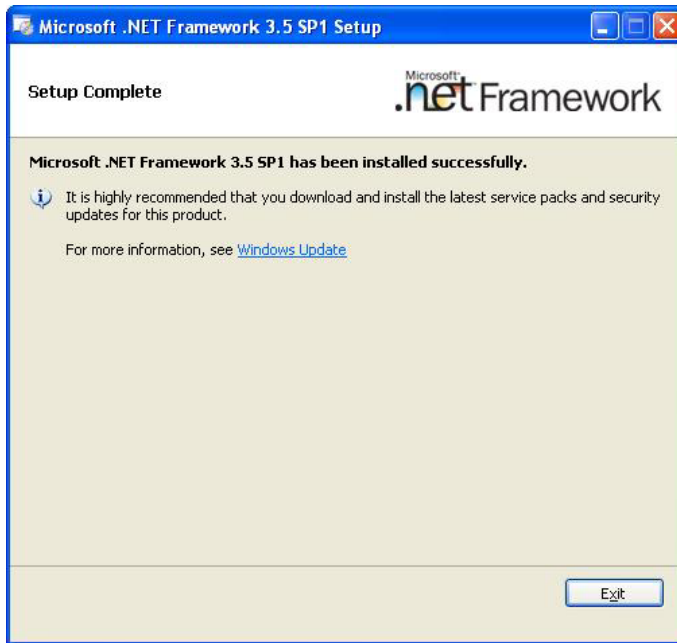 Microsoft .NET Framework 3.5 SP1 Setup
Setup Complete
Microsoft
.net Framework
Microsoft .NET Framework 3.5 SP1 has been installed successfully.
It is highly recommended that you download and install the latest service packs and security
updates for this product.
For more information, see Windows Update
Exit